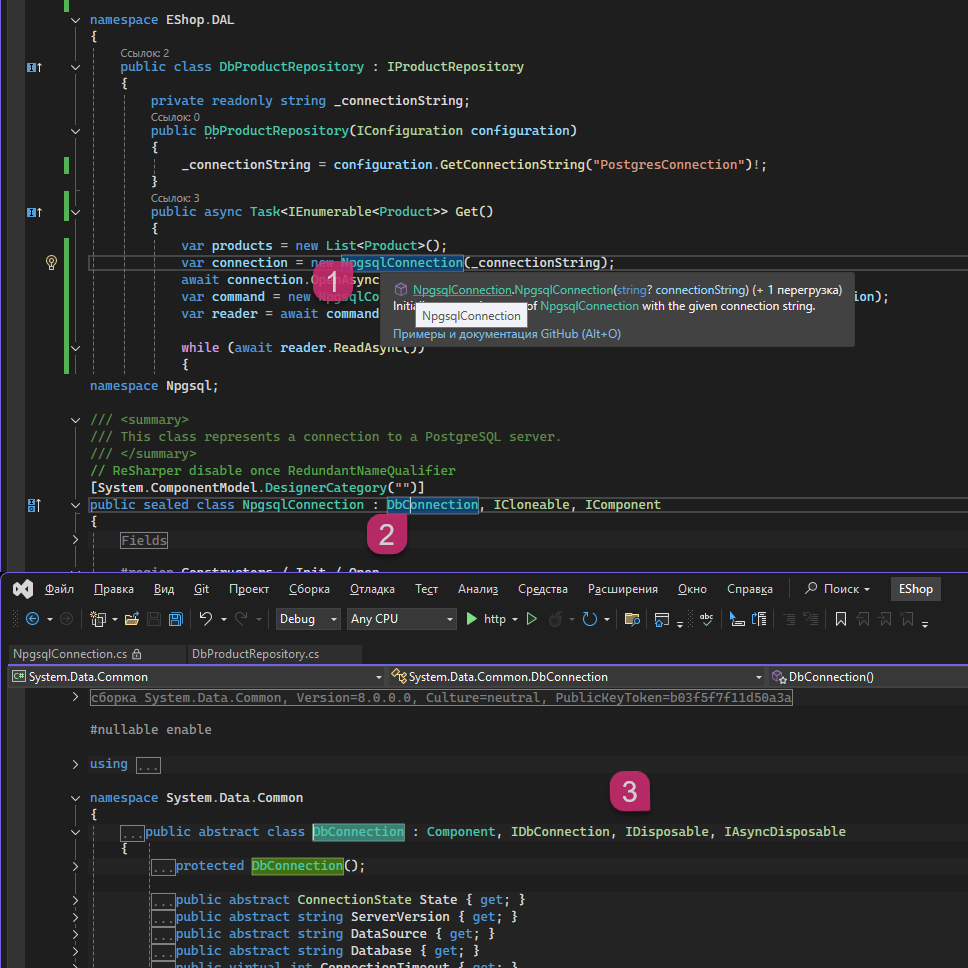 namespace EShop.DAL
{
Ссылок: 2
public class DbProductRepository : IProductRepository
{
private readonly string _connectionString;
Ссылок: 0
public DbProductRepository(IConfiguration configuration)
{
_connectionString = configuration.GetConnectionString("PostgresConnection")!;
}
Ссылок: 3
public async Task<IEnumerable<Product>> Get()
{
var products = new List<Product>();
var connection = new NpgsqlConnection(_connectionString);
1
await connection.OpenAsync
NpgsqlConnection.NpgsqlConnection(string? connectionString) (+ 1 перегрузка)
var command = new NpgsqlCo
on);
of NpgsqlConnection with the given connection string.
var reader = await command
NpgsqlConnection
Примеры и документация GitHub (Alt+O)
while (await reader.ReadAsync())
{
namespace Npgsql;
/// <summary>
/// This class represents a connection to a PostgreSQL server.
/// </summary>
// ReSharper disable once RedundantNameQualifier
[System.ComponentModel.DesignerCategory("")]
public sealed class NpgsqlConnection : DbConnection, ICloneable, IComponent
{
2
Fields
#region Constructors / Init / Open
Файл Правка Вид Git Проект Сборка Отладка Тест Анализ Средства Расширения Окно Справка Поиск EShop
Debug Any CPU http abc
NpgsqlConnection.cs DbProductRepository.cs
C# System.Data.Common System.Data.Common.DbConnection DbConnection()
сборка System.Data.Common, Version=8.0.0.0, Culture=neutral, PublicKeyToken=b03f5f7f11d50a3a
#nullable enable
using ...
3
namespace System.Data.Common
{
...public abstract class DbConnection : Component, IDbConnection, IDisposable, IAsyncDisposable
{
...protected DbConnection();
...public abstract ConnectionState State { get; }
...public abstract string ServerVersion { get; }
...public abstract string DataSource { get; }
...public abstract string Database { get; }
...public virtual int ConnectionTimeout { get; }